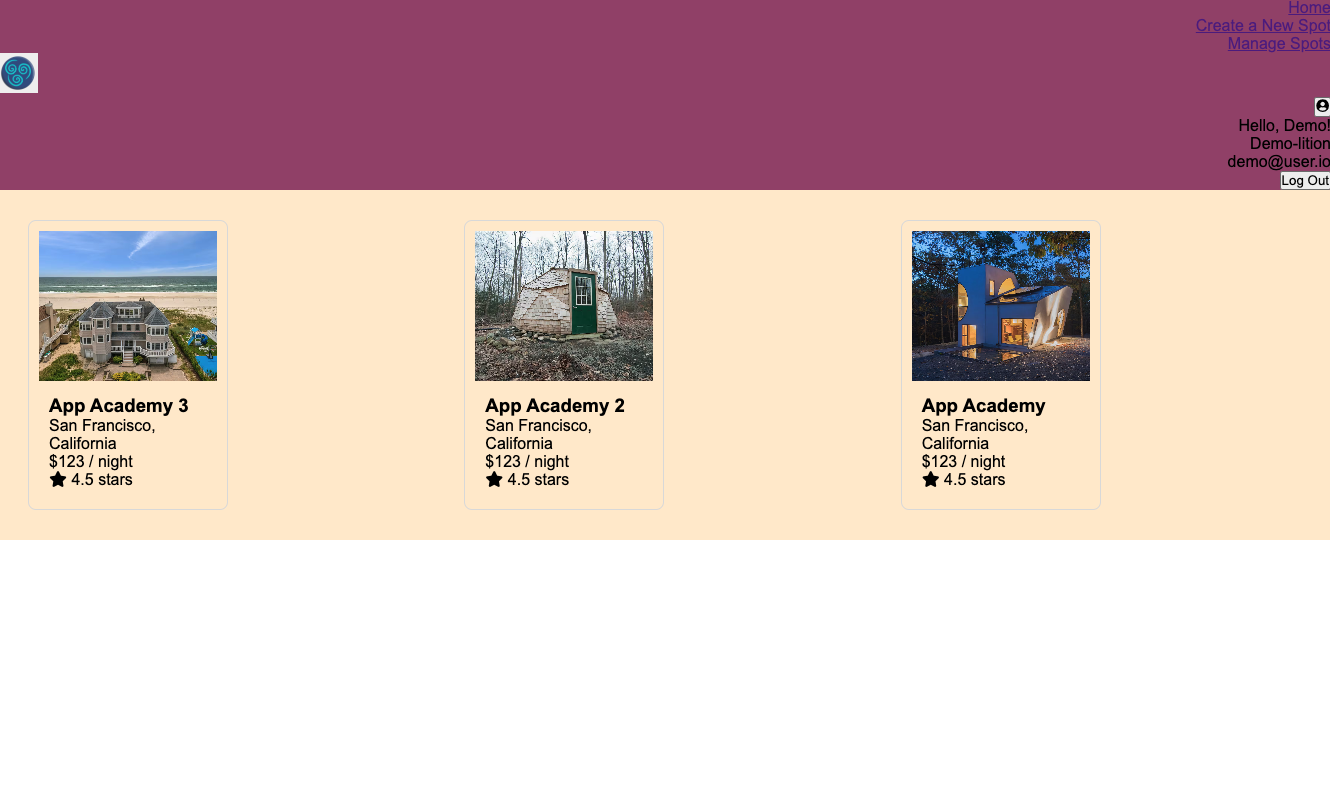 Home
Create a New Spot
Manage Spots
Hello, Demo!
Demo-lition
demo@user.io
Log Out
App Academy 3
San Francisco,
California
$123 / night
4.5 stars
App Academy 2
San Francisco,
California
$123 / night
4.5 stars
App Academy
San Francisco,
California
$123 / night
4.5 stars